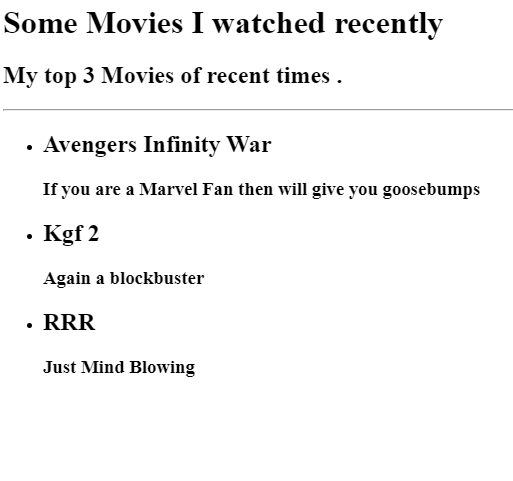 Some Movies I watched recently
My top 3 Movies of recent times .
Avengers Infinity War
If you are a Marvel Fan then will give you goosebumps
Kgf 2
Again a blockbuster
RRR
Just Mind Blowing